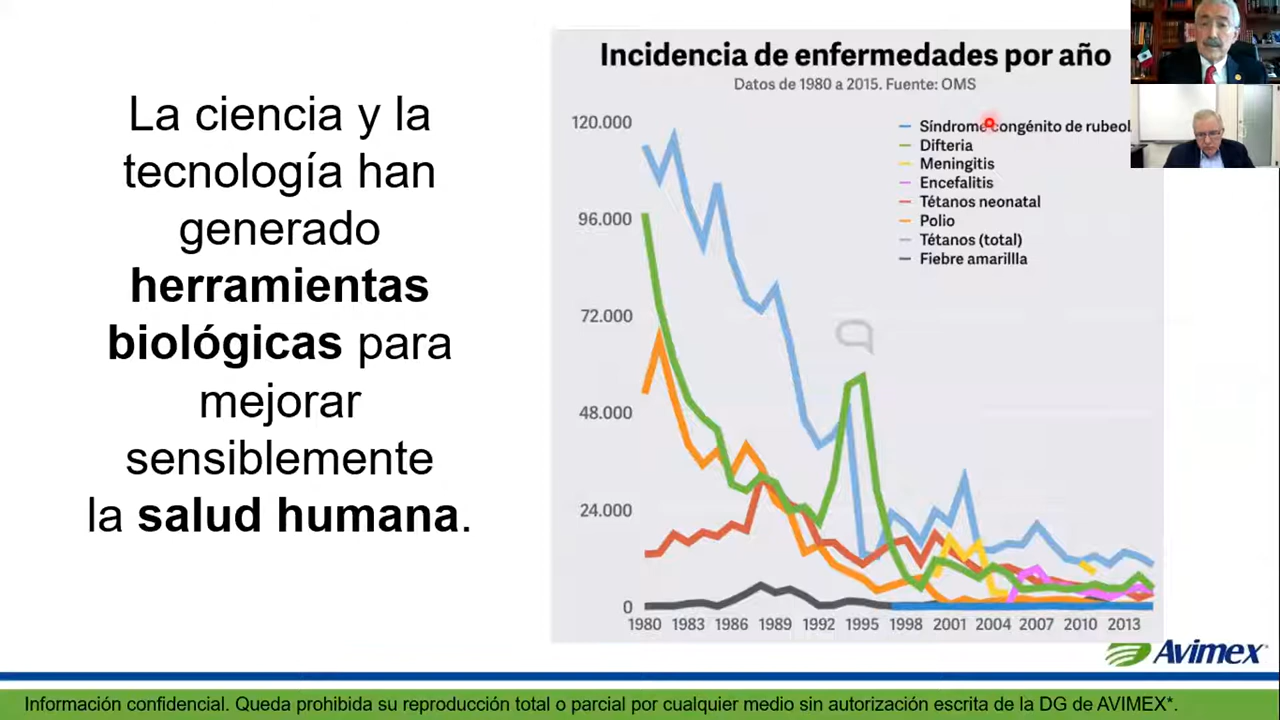 La ciencia y la
tecnología han
generado
herramientas
biológicas para
mejorar
sensiblemente
la salud humana.
Incidencia de enfermedades por año
Datos de 1980 a 2015. Fuente: OMS
120.000
96.000
72.000
48.000
24.000
0
Síndrome congénito de rubeol
Difteria
Meningitis
Encefalitis
Tétanos neonatal
Polio
Tétanos (total)
Fiebre amarillla
1980 1983 1986 1989 1992 1995 1998 2001 2004 2007 2010 2013
Avimex
Información confidencial. Queda prohibida su reproducción total o parcial por cualquier medio sin autorización escrita de la DG de AVIMEX*.